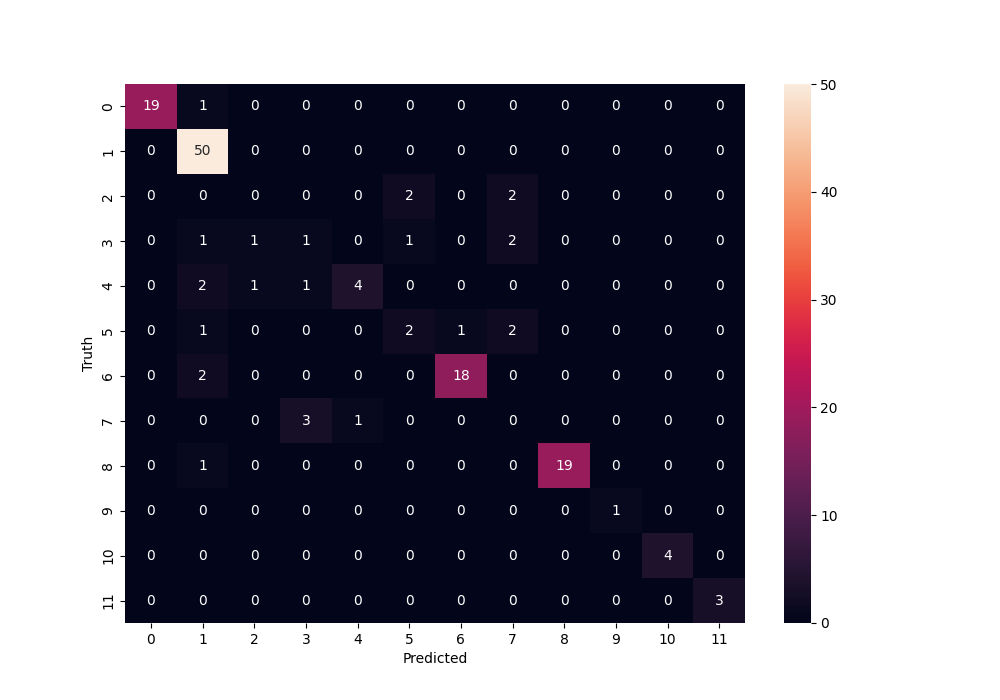 50
0 19 1 0 0 0 0 0 0 0 0 0 0
1 0 50 0 0 0 0 0 0 0 0 0 0
40
2 0 0 0 0 0 2 0 2 0 0 0 0
3 0 1 1 1 0 1 0 2 0 0 0 0
30
4 0 2 1 1 4 0 0 0 0 0 0 0
5 0 1 0 0 0 2 1 2 0 0 0 0
Truth
6 0 2 0 0 0 0 18 0 0 0 0 0
20
7 0 0 0 3 1 0 0 0 0 0 0 0
8 0 1 0 0 0 0 0 0 19 0 0 0
9 0 0 0 0 0 0 0 0 0 1 0 0
10
10 0 0 0 0 0 0 0 0 0 0 4 0
11 0 0 0 0 0 0 0 0 0 0 0 3
0
0 1 2 3 4 5 6 7 8 9 10 11
Predicted